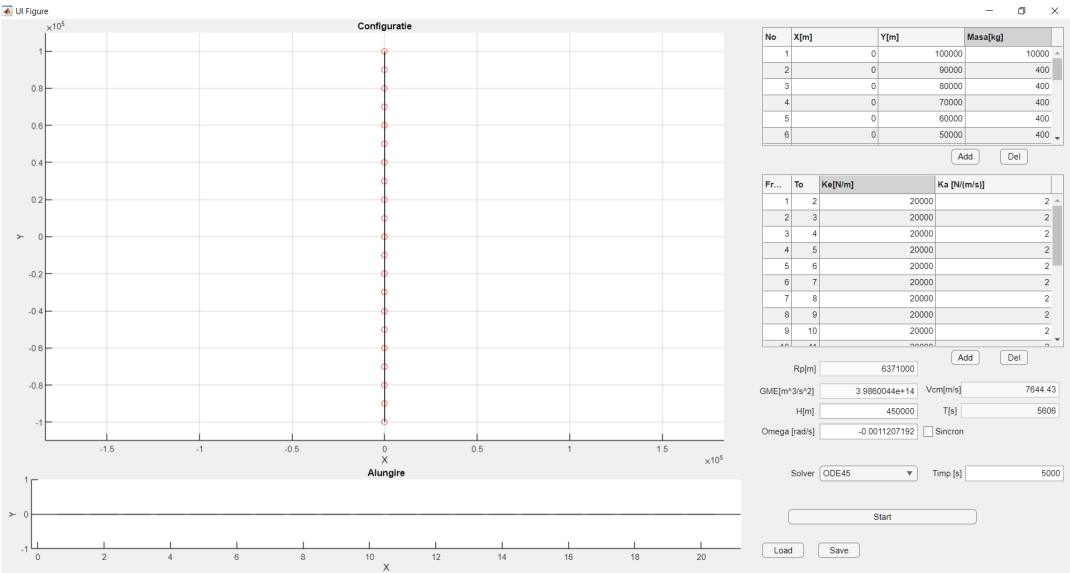 UI Figure
Configuratie
×10^5
1
0.8
0.6
0.4
0.2
0
-0.2
-0.4
-0.6
-0.8
-1
Y
-1.5 -1 -0.5 0 0.5 1 1.5
X
×10^5
Alungire
1
0
-1
Y
0 2 4 6 8 10 12 14 16 18 20
X
No X[m] Y[m] Masa[kg]
1 0 100000 10000
2 0 90000 400
3 0 80000 400
4 0 70000 400
5 0 60000 400
6 0 50000 400
Add Del
Fr... To Ke[N/m] Ka [N/(m/s)]
1 2 20000 2
2 3 20000 2
3 4 20000 2
4 5 20000 2
5 6 20000 2
6 7 20000 2
7 8 20000 2
8 9 20000 2
9 10 20000 2
10 11 20000 2
Add Del
Rp[m] 6371000
GME[m^3/s^2] 3.9860044e+14 Vcm[m/s] 7644.43
H[m] 450000 T[s] 5606
Omega [rad/s] -0.0011207192 Sincron
Solver ODE45 Timp [s] 5000
Start
Load Save